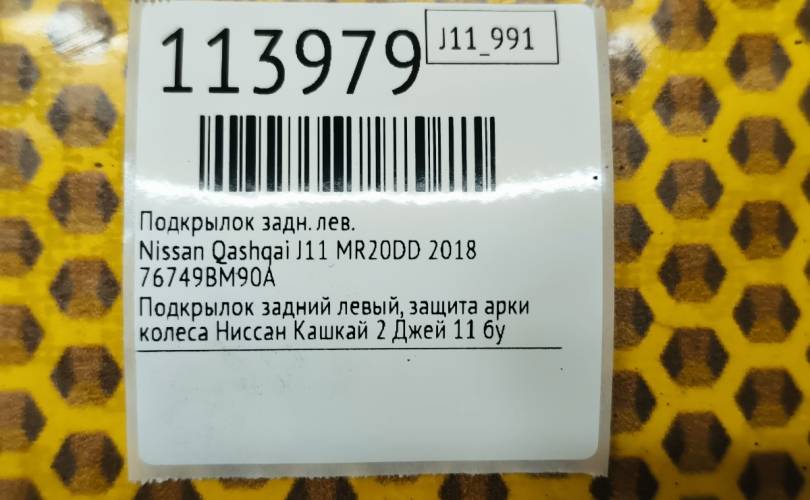 113979
J11_991
Подкрылок задн. лев.
Nissan Qashqai J11 MR20DD 2018
76749BM90A
Подкрылок задний левый, защита арки
колеса Ниссан Кашкай 2 Джей 11 бу